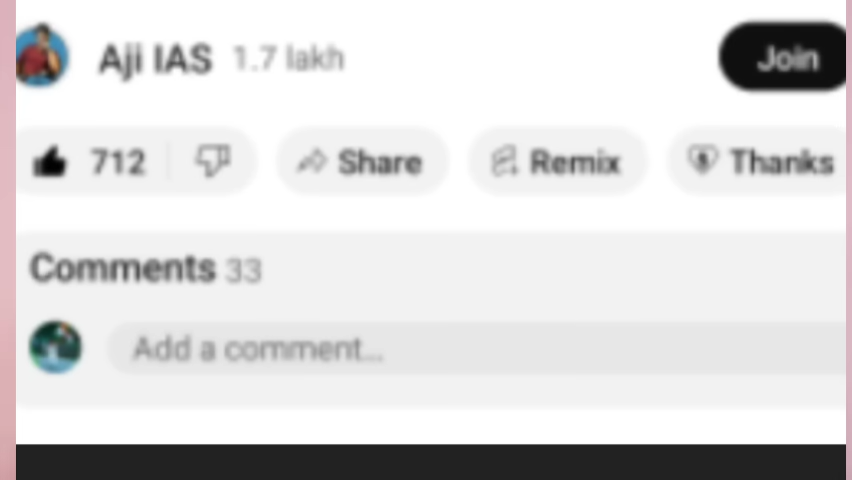 Aji IAS 1.7 lakh Join
712 Share Remix Thanks
Comments 33
Add a comment...